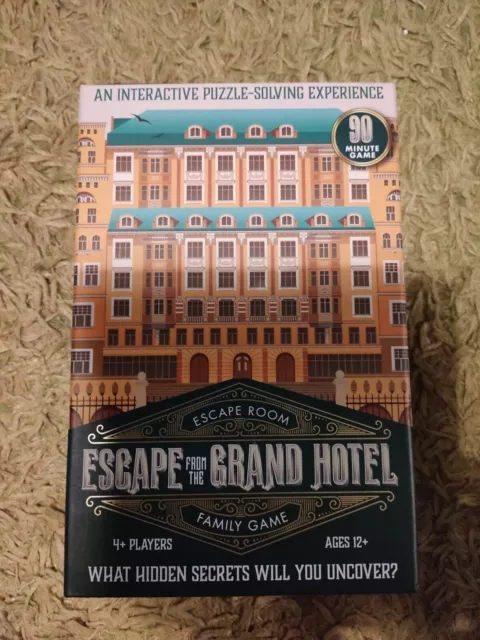 AN INTERACTIVE PUZZLE-SOLVING EXPERIENCE
90
MINUTE
GAME
ESCAPE ROOM
ESCAPE FROM THE GRAND HOTEL
FAMILY GAME
4+ PLAYERS
AGES 12+
WHAT HIDDEN SECRETS WILL YOU UNCOVER?